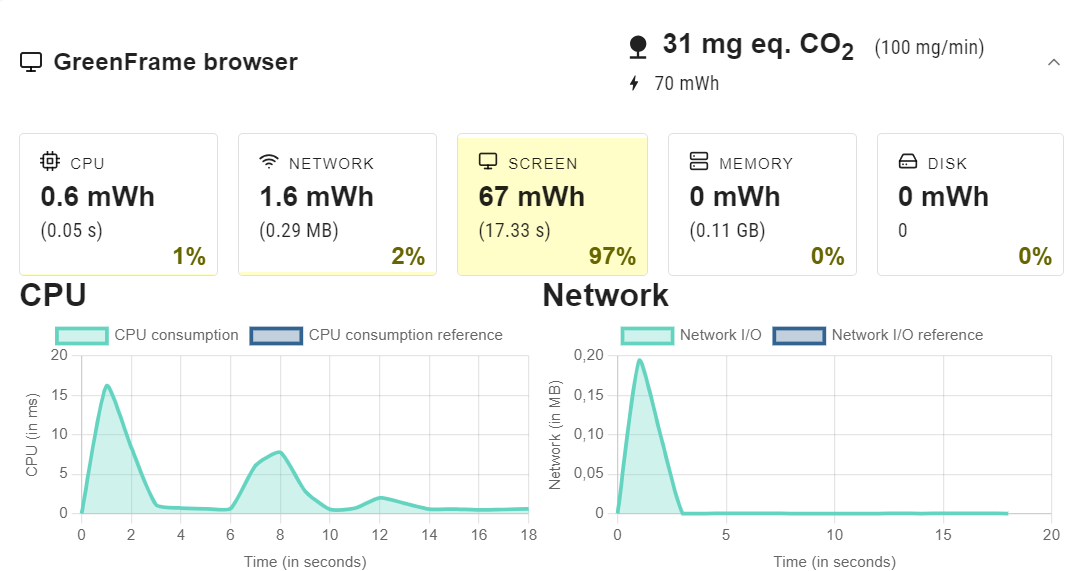 GreenFrame browser
31 mg eq. CO2 (100 mg/min)
70 mWh
CPU
0.6 mWh
(0.05 s)
1%
NETWORK
1.6 mWh
(0.29 MB)
2%
SCREEN
67 mWh
(17.33 s)
97%
MEMORY
0 mWh
(0.11 GB)
0%
DISK
0 mWh
0
0%
CPU
CPU consumption CPU consumption reference
CPU (in ms)
20
15
10
5
0
0 2 4 6 8 10 12 14 16 18
Time (in seconds)
Network
Network I/O Network I/O reference
Network (in MB)
0,20
0,15
0,10
0,05
0
0 5 10 15 20
Time (in seconds)